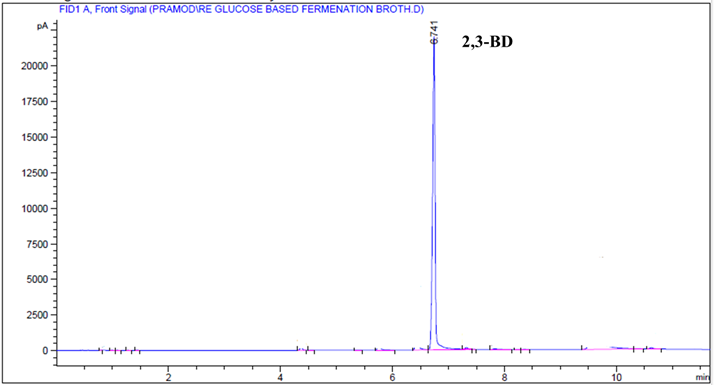 FID1 A, Front Signal (PRAMOD\RE GLUCOSE BASED FERMENATION BROTH.D)
pA
6.741
2,3-BD
20000
17500
15000
12500
10000
7500
5000
2500
0
2 4 6 8 10 min